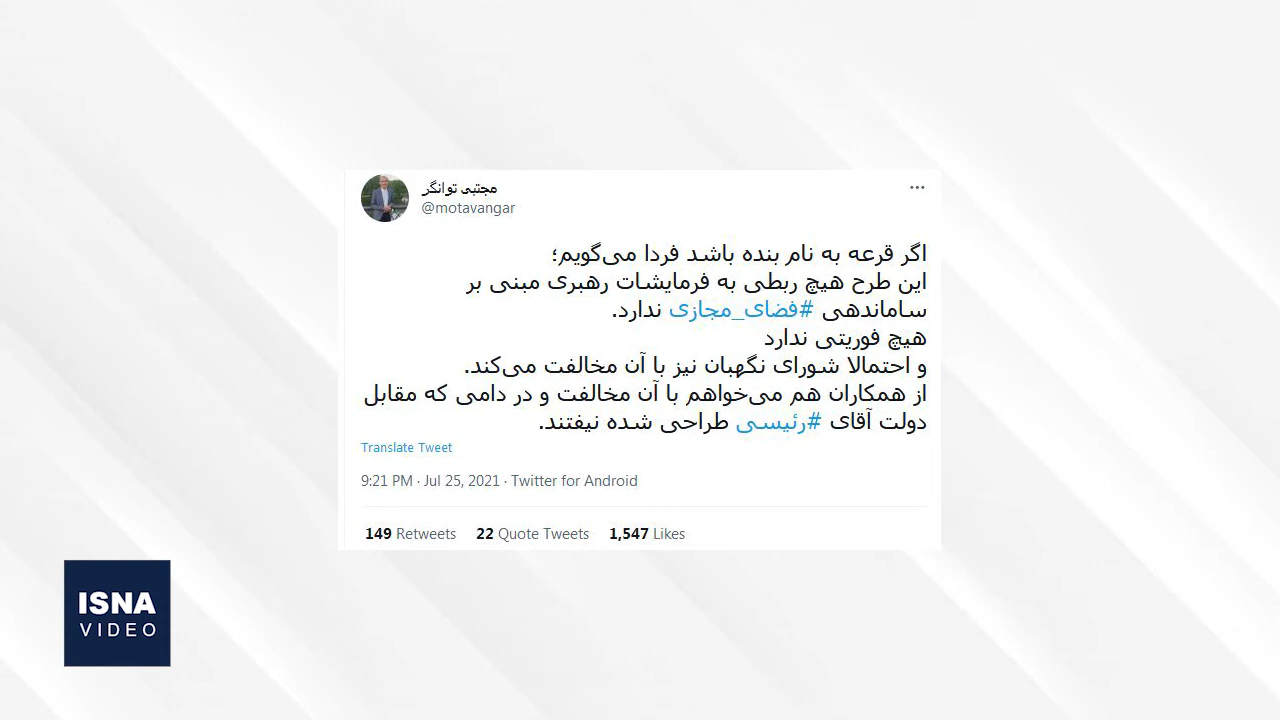 مجتبی توانگر
@motavangar
اگر قرعه به نام بنده باشد فردا می‌گویم؛
این طرح هیچ ربطی به فرمایشات رهبری مبنی بر
ساماندهی #فضای_مجازی ندارد.
هیچ فوریتی ندارد
و احتمالا شورای نگهبان نیز با آن مخالفت می‌کند.
از همکاران هم می‌خواهم با آن مخالفت و در دامی که مقابل
دولت آقای #رئیسی طراحی شده نیفتند.
Translate Tweet
9:21 PM · Jul 25, 2021 · Twitter for Android
149 Retweets 22 Quote Tweets 1,547 Likes
ISNA
VIDEO